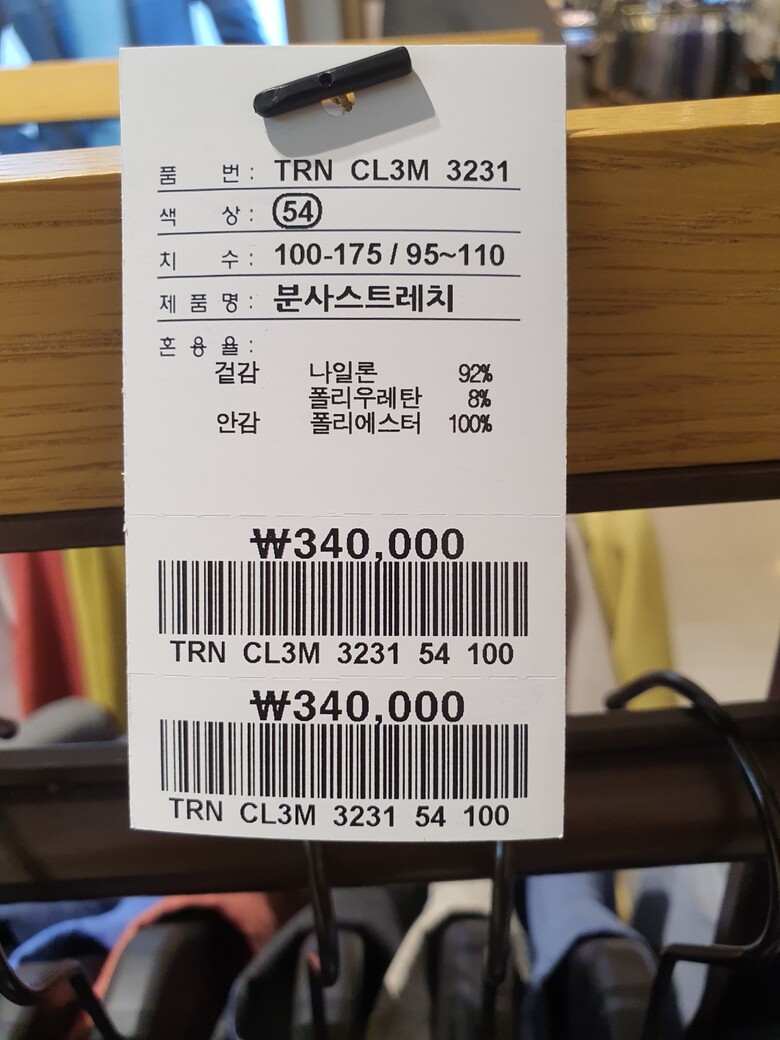 품 번 : TRN CL3M 3231
색 상 : 54
치 수 : 100-175 / 95~110
제 품 명 : 분사스트레치
혼 용 율 :
겉감 나일론 92%
폴리우레탄 8%
안감 폴리에스터 100%
₩340,000
TRN CL3M 3231 54 100
₩340,000
TRN CL3M 3231 54 100